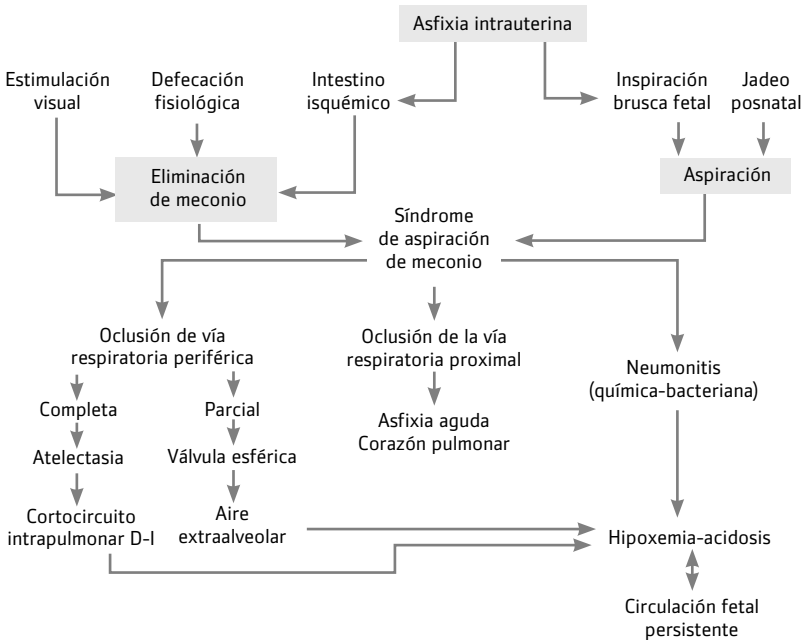 Asfixia intrauterina
Estimulación
visual
Defecación
fisiológica
Intestino
isquémico
Inspiración
brusca fetal
Jadeo
posnatal
Eliminación
de meconio
Aspiración
Síndrome
de aspiración
de meconio
Oclusión de vía
respiratoria periférica
Oclusión de la vía
respiratoria proximal
Neumonitis
(química-bacteriana)
Completa
Parcial
Asfixia aguda
Corazón pulmonar
Atelectasia
Válvula esférica
Cortocircuito
intrapulmonar D-I
Aire
extraalveolar
Hipoxemia-acidosis
Circulación fetal
persistente